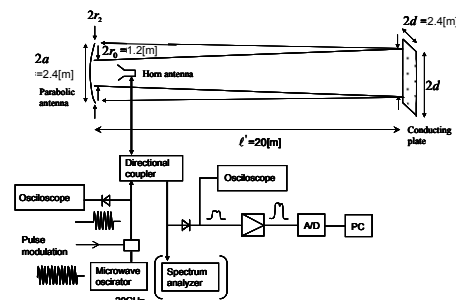 2r₂
2d =2.4[m]
2r₀ =1.2[m]
2a
=2.4[m]
Parabolic
antenna
Horn antenna
2d
ℓ'=20[m]
Conducting
plate
Directional
coupler
Osciloscope
Osciloscope
Pulse
modulation
A/D
PC
Microwave
oscirator
Spectrum
analyzer